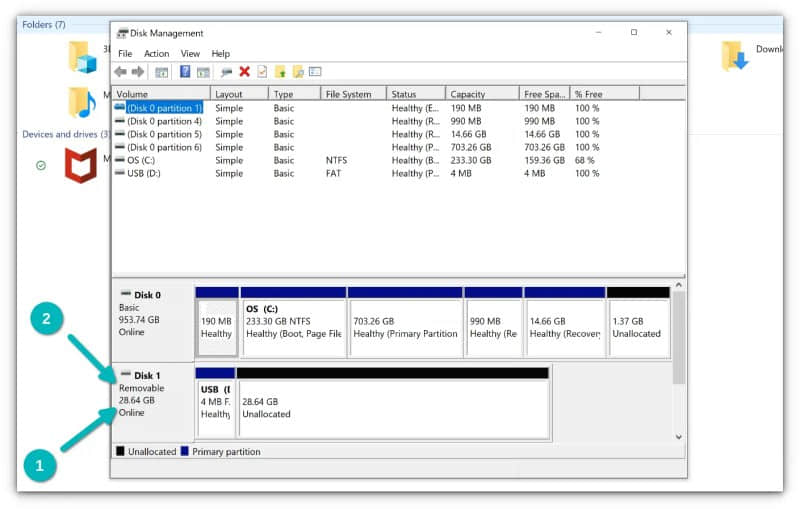 Folders (7)
Disk Management
File Action View Help
Downl
Devices and drives (3)
Volume Layout Type File System Status Capacity Free Spa... % Free
(Disk 0 partition 1) Simple Basic Healthy (E... 190 MB 190 MB 100 %
(Disk 0 partition 4) Simple Basic Healthy (R... 990 MB 990 MB 100 %
(Disk 0 partition 5) Simple Basic Healthy (R... 14.66 GB 14.66 GB 100 %
(Disk 0 partition 6) Simple Basic Healthy (P... 703.26 GB 703.26 GB 100 %
OS (C:) Simple Basic NTFS Healthy (B... 233.30 GB 159.36 GB 68 %
USB (D:) Simple Basic FAT Healthy (P... 4 MB 4 MB 100 %
Disk 0
Basic
953.74 GB
Online
190 MB
Healthy
OS (C:)
233.30 GB NTFS
Healthy (Boot, Page File
703.26 GB
Healthy (Primary Partition
990 MB
Healthy (Re
14.66 GB
Healthy (Recovery
1.37 GB
Unallocated
2
Disk 1
Removable
28.64 GB
Online
USB (D
4 MB F.
Healthy
28.64 GB
Unallocated
1
Unallocated Primary partition